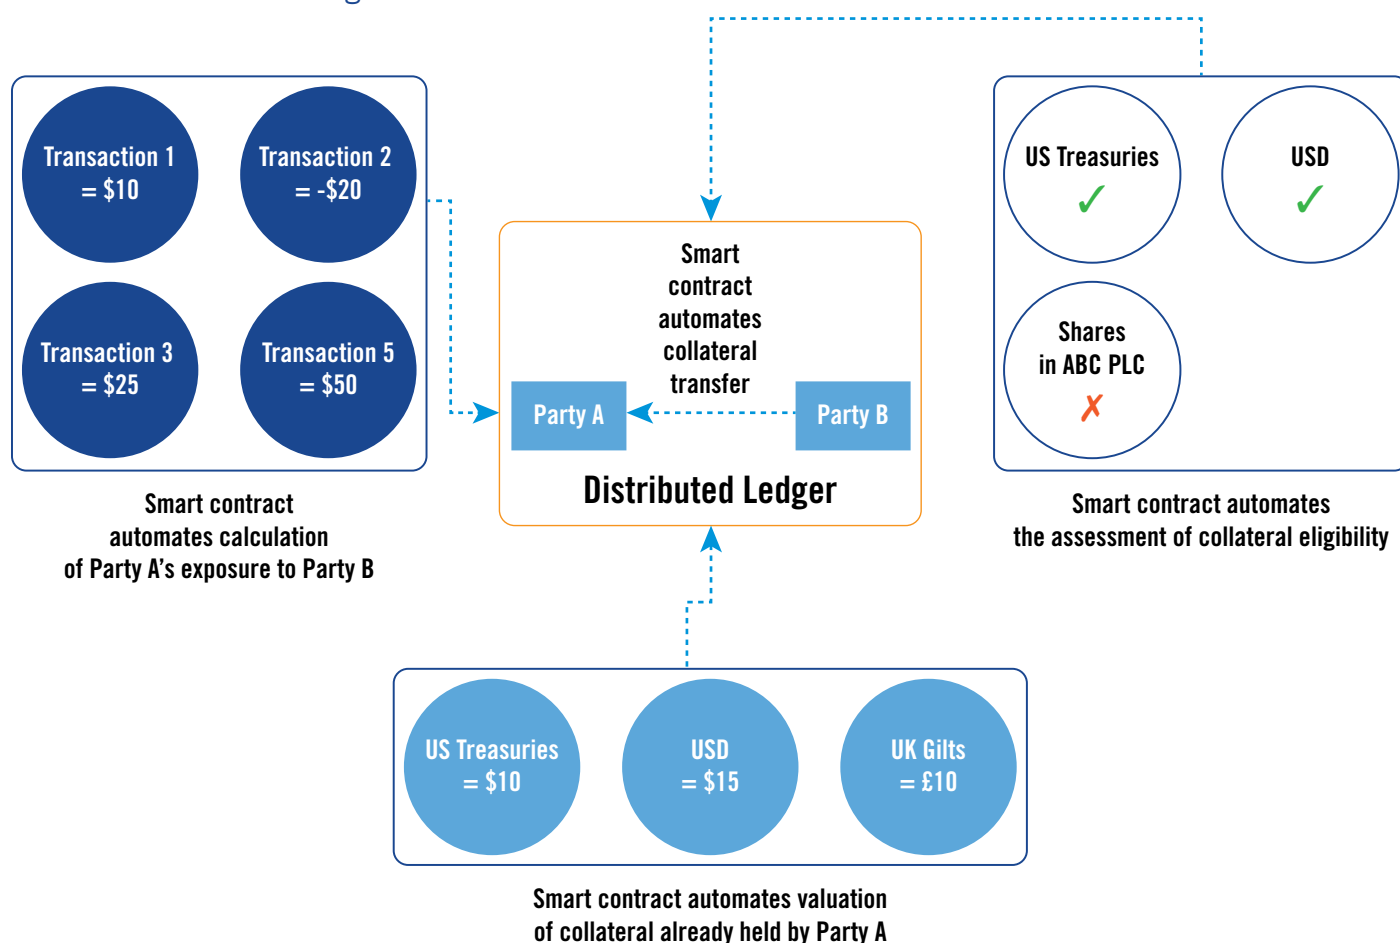 Transaction 1
= $10
Transaction 2
= -$20
Transaction 3
= $25
Transaction 5
= $50
Smart contract
automates calculation
of Party A's exposure to Party B
Smart
contract
automates
collateral
transfer
Party A
Party B
Distributed Ledger
US Treasuries
✓
USD
✓
Shares
in ABC PLC
✗
Smart contract automates
the assessment of collateral eligibility
US Treasuries
= $10
USD
= $15
UK Gilts
= £10
Smart contract automates valuation
of collateral already held by Party A